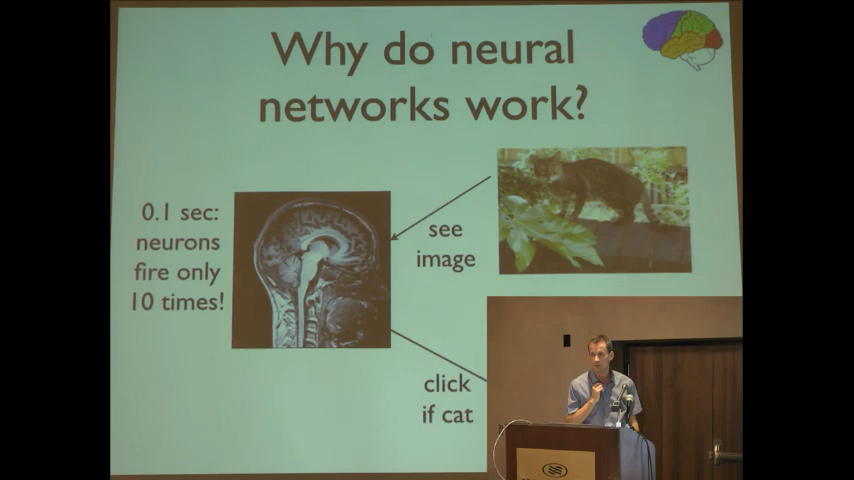 Why do neural
networks work?
0.1 sec:
neurons
fire only
10 times!
see
image
click
if cat